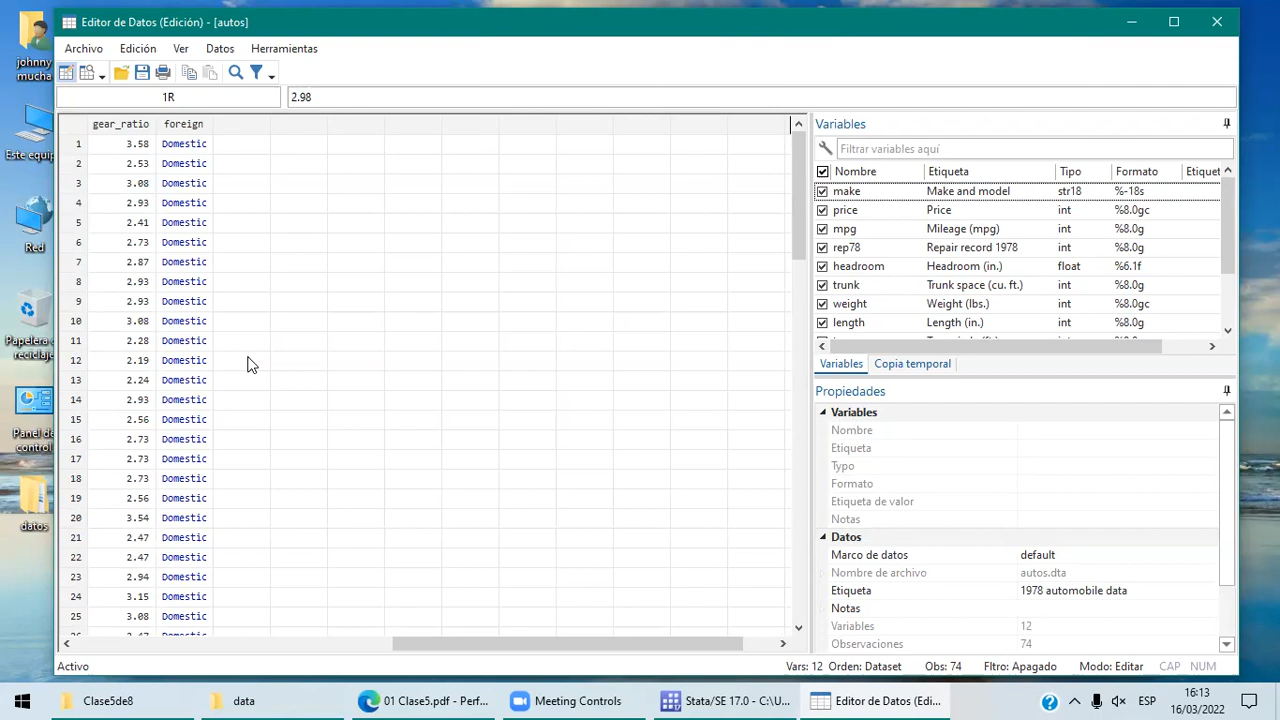 Editor de Datos (Edición) - [autos]
Archivo Edición Ver Datos Herramientas
1R 2.98
gear_ratio foreign
1 3.58 Domestic
2 2.53 Domestic
3 3.08 Domestic
4 2.93 Domestic
5 2.41 Domestic
6 2.73 Domestic
7 2.87 Domestic
8 2.93 Domestic
9 2.93 Domestic
10 3.08 Domestic
11 2.28 Domestic
12 2.19 Domestic
13 2.24 Domestic
14 2.93 Domestic
15 2.56 Domestic
16 2.73 Domestic
17 2.73 Domestic
18 2.73 Domestic
19 2.56 Domestic
20 3.54 Domestic
21 2.47 Domestic
22 2.47 Domestic
23 2.94 Domestic
24 3.15 Domestic
25 3.08 Domestic
26 2.47 Domestic
Variables
Filtrar variables aquí
Nombre Etiqueta Tipo Formato Etiquet
make Make and model str18 %-18s
price Price int %8.0gc
mpg Mileage (mpg) int %8.0g
rep78 Repair record 1978 int %8.0g
headroom Headroom (in.) float %6.1f
trunk Trunk space (cu. ft.) int %8.0g
weight Weight (lbs.) int %8.0gc
length Length (in.) int %8.0g
Variables Copia temporal
Propiedades
Variables
Nombre
Etiqueta
Typo
Formato
Etiqueta de valor
Notas
Datos
Marco de datos default
Nombre de archivo autos.dta
Etiqueta 1978 automobile data
Notas
Variables 12
Observaciones 74
Activo Vars: 12 Orden: Dataset Obs: 74 Fltro: Apagado Modo: Editar CAP NUM
johnny
mucha
Este equip
Red
Papelera d
reciclaje
Panel de
control
datos
Clase5dr8 data 01 Clase5.pdf - Perf... Meeting Controls Stata/SE 17.0 - C:\U... Editor de Datos (Edi... ESP 16:13
16/03/2022